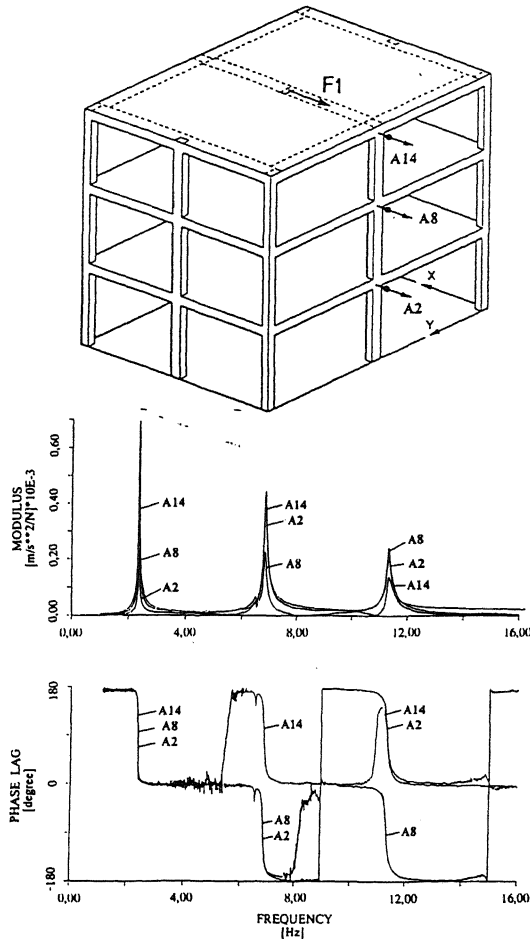 F1
A14
A8
X
A2
Y
MODULUS
[m/s**2/N]*10E-3
0,60
0,40
0,20
0,00
A14
A8
A2
A14
A2
A8
A8
A2
A14
0,00
4,00
8,00
12,00
16,00
PHASE LAG
[degree]
180
0
-180
A14
A8
A2
A14
A8
A2
A14
A2
A8
0,00
4,00
8,00
12,00
16,00
FREQUENCY
[Hz]